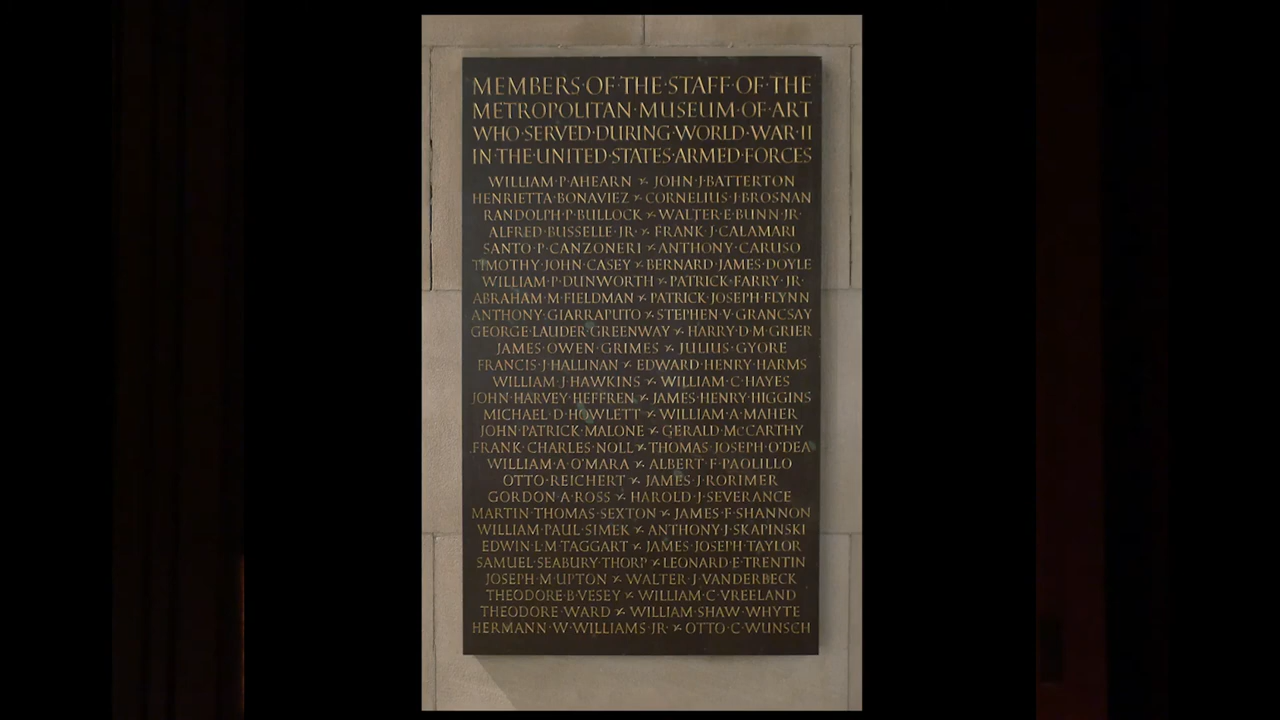 MEMBERS·OF·THE·STAFF·OF·THE
METROPOLITAN·MUSEUM·OF·ART
WHO·SERVED·DURING·WORLD·WAR·II
IN·THE·UNITED·STATES·ARMED·FORCES
WILLIAM·P·AHEARN × JOHN·J·BATTERTON
HENRIETTA·BONAVIEZ × CORNELIUS·J·BROSNAN
RANDOLPH·P·BULLOCK × WALTER·E·BUNN·JR·
ALFRED·BUSSELLE·JR· × FRANK·J·CALAMARI
SANTO·P·CANZONERI × ANTHONY·CARUSO
TIMOTHY·JOHN·CASEY × BERNARD·JAMES·DOYLE
WILLIAM·P·DUNWORTH × PATRICK·FARRY·JR·
ABRAHAM·M·FIELDMAN × PATRICK·JOSEPH·FLYNN
ANTHONY·GIARRAPUTO × STEPHEN·V·GRANCSAY
GEORGE·LAUDER·GREENWAY × HARRY·D·M·GRIER
JAMES·OWEN·GRIMES × JULIUS·GYORE
FRANCIS·J·HALLINAN × EDWARD·HENRY·HARMS
WILLIAM·J·HAWKINS × WILLIAM·C·HAYES
JOHN·HARVEY·HEFFREN × JAMES·HENRY·HIGGINS
MICHAEL·D·HOWLETT × WILLIAM·A·MAHER
JOHN·PATRICK·MALONE × GERALD·McCARTHY
FRANK·CHARLES·NOLL × THOMAS·JOSEPH·O'DEA
WILLIAM·A·O'MARA × ALBERT·F·PAOLILLO
OTTO·REICHERT × JAMES·J·RORIMER
GORDON·A·ROSS × HAROLD·J·SEVERANCE
MARTIN·THOMAS·SEXTON × JAMES·F·SHANNON
WILLIAM·PAUL·SIMEK × ANTHONY·J·SKAPINSKI
EDWIN·L·M·TAGGART × JAMES·JOSEPH·TAYLOR
SAMUEL·SEABURY·THORP × LEONARD·E·TRENTIN
JOSEPH·M·UPTON × WALTER·J·VANDERBECK
THEODORE·B·VESEY × WILLIAM·C·VREELAND
THEODORE·WARD × WILLIAM·SHAW·WHYTE
HERMANN·W·WILLIAMS·JR· × OTTO·C·WUNSCH